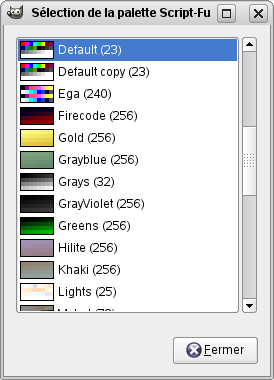 Sélection de la palette Script-Fu
Default (23)
Default copy (23)
Ega (240)
Firecode (256)
Gold (256)
Grayblue (256)
Grays (32)
GrayViolet (256)
Greens (256)
Hilite (256)
Khaki (256)
Lights (25)
Fermer